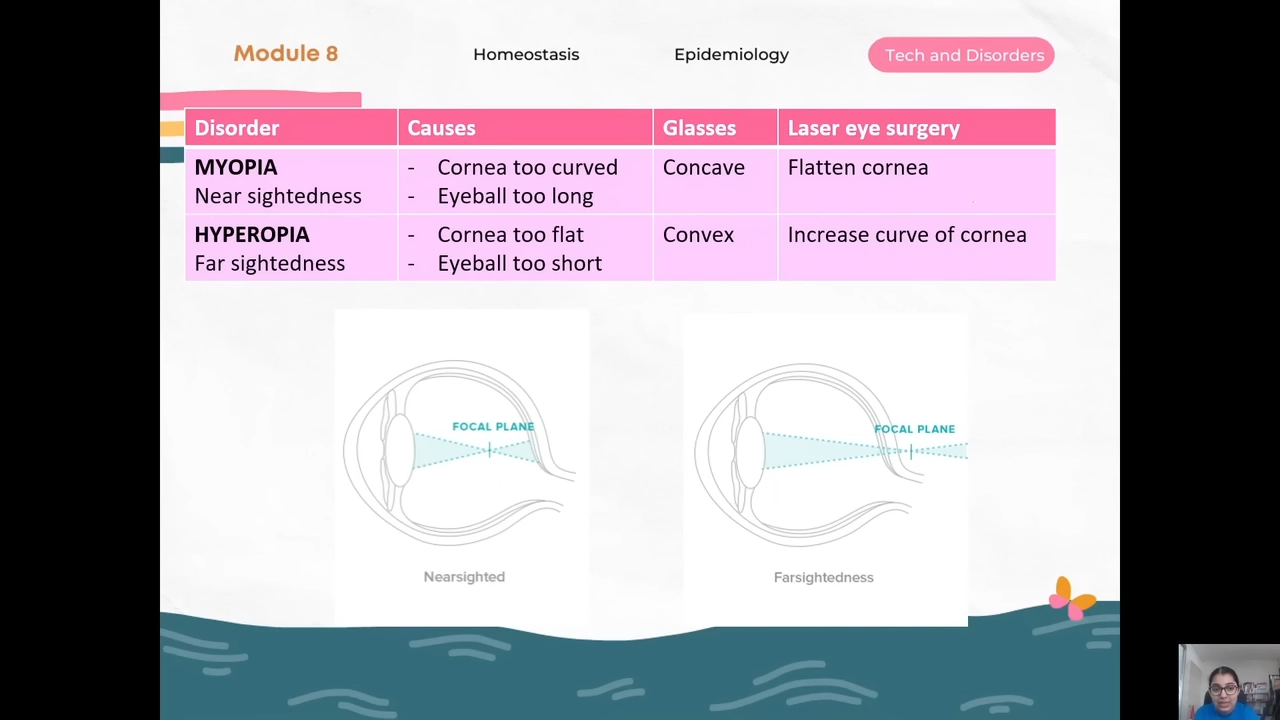 Module 8
Homeostasis
Epidemiology
Tech and Disorders
Disorder
Causes
Glasses
Laser eye surgery
MYOPIA
Near sightedness
- Cornea too curved
- Eyeball too long
Concave
Flatten cornea
HYPEROPIA
Far sightedness
- Cornea too flat
- Eyeball too short
Convex
Increase curve of cornea
FOCAL PLANE
Nearsighted
FOCAL PLANE
Farsightedness